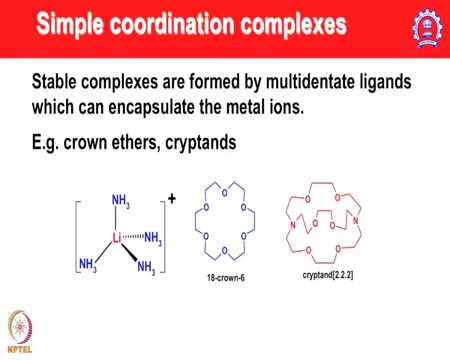 Simple coordination complexes
Stable complexes are formed by multidentate ligands
which can encapsulate the metal ions.
E.g. crown ethers, cryptands
NH3
+
Li
NH3
NH3
NH3
O
O
O
O
O
O
18-crown-6
O
O
N
O
O
N
O
O
cryptand[2.2.2]
NPTEL